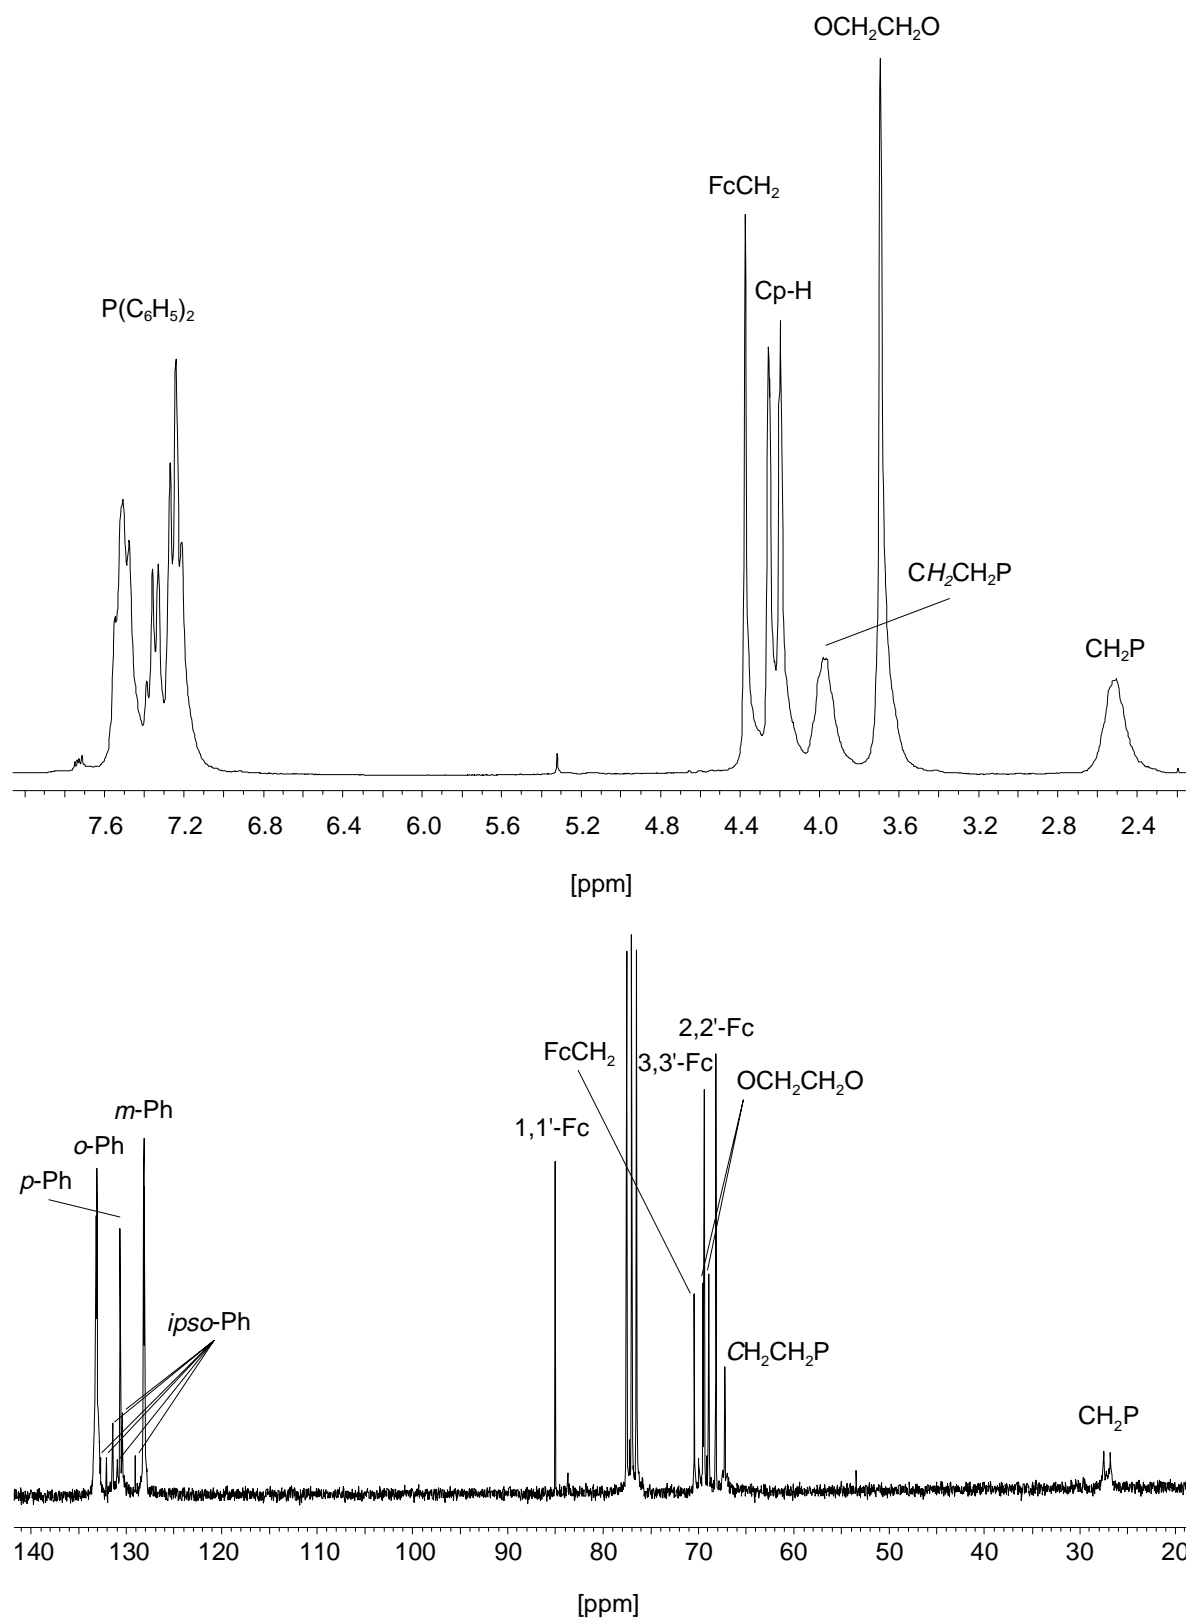 OCH₂CH₂O
FcCH₂
Cp-H
P(C₆H₅)₂
CH₂CH₂P
CH₂P
7.6 7.2 6.8 6.4 6.0 5.6 5.2 4.8 4.4 4.0 3.6 3.2 2.8 2.4
[ppm]
2,2'-Fc
FcCH₂
3,3'-Fc
OCH₂CH₂O
m-Ph
1,1'-Fc
o-Ph
p-Ph
ipso-Ph
CH₂CH₂P
CH₂P
140 130 120 110 100 90 80 70 60 50 40 30 20
[ppm]